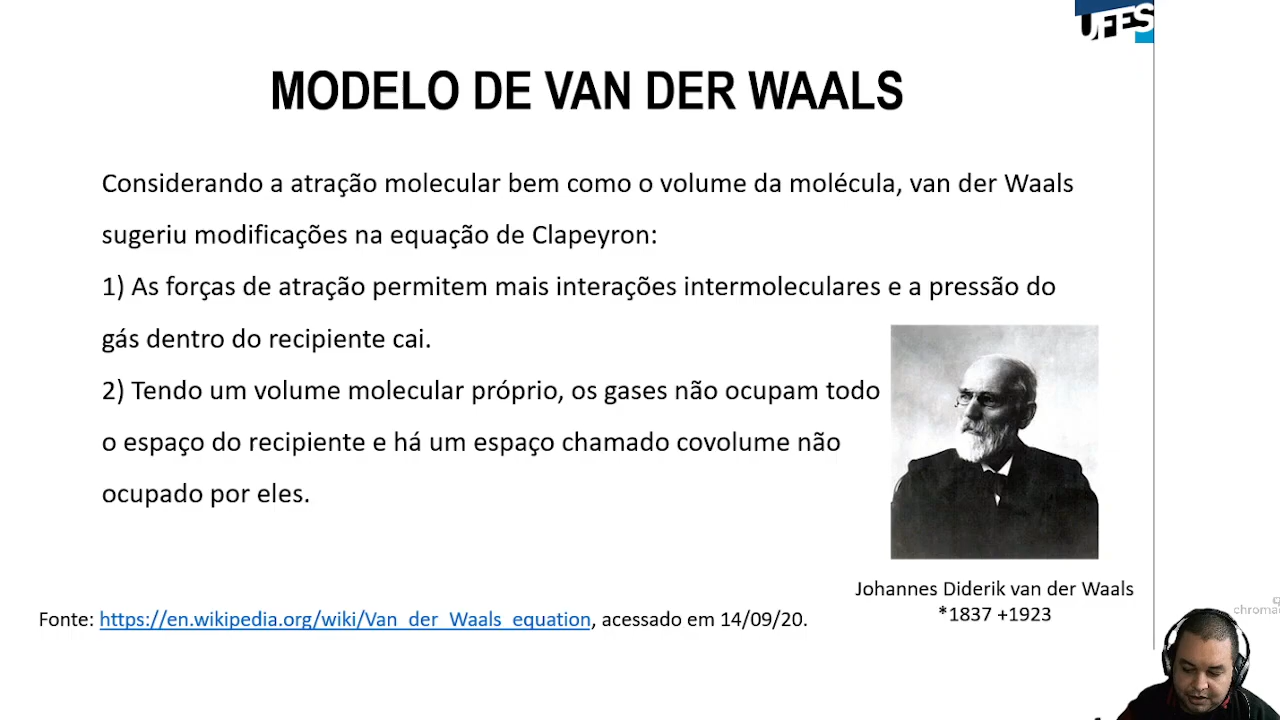 UFES
MODELO DE VAN DER WAALS
Considerando a atração molecular bem como o volume da molécula, van der Waals
sugeriu modificações na equação de Clapeyron:
1) As forças de atração permitem mais interações intermoleculares e a pressão do
gás dentro do recipiente cai.
2) Tendo um volume molecular próprio, os gases não ocupam todo
o espaço do recipiente e há um espaço chamado covolume não
ocupado por eles.
Johannes Diderik van der Waals
*1837 +1923
Fonte: https://en.wikipedia.org/wiki/Van_der_Waals_equation, acessado em 14/09/20.